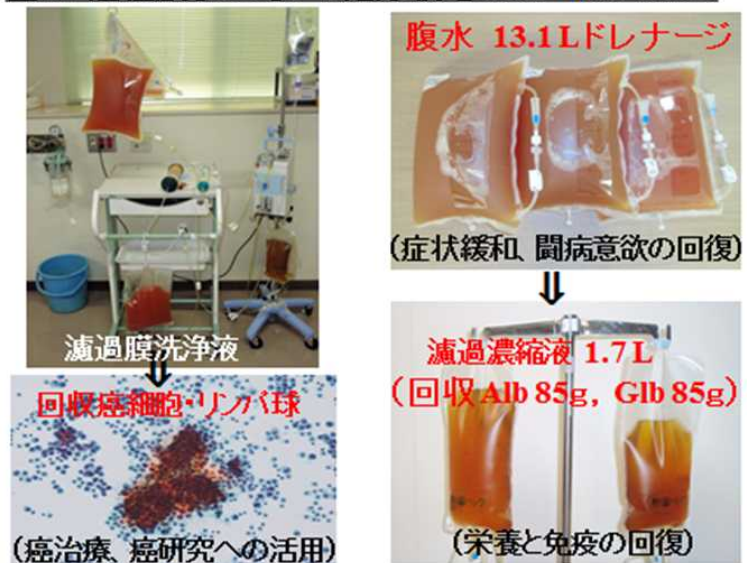 濾過膜洗浄液
回収癌細胞・リンパ球
(癌治療、癌研究への活用)
腹水 13.1Lドレナージ
(症状緩和、闘病意欲の回復)
濾過濃縮液 1.7L
(回収Alb 85g, Glb 85g)
(栄養と免疫の回復)